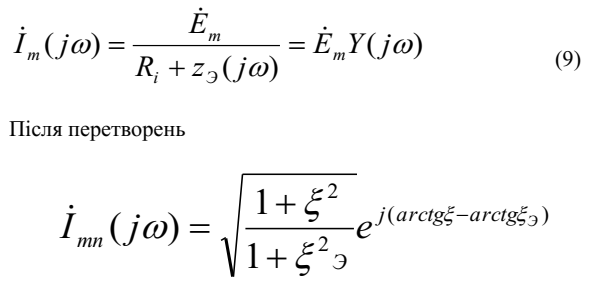 İ_m(jω) = Ė_m / (R_i + z_Э(jω)) = Ė_m Y(jω) (9)
Після перетворень
İ_mn(jω) = √((1 + ξ²) / (1 + ξ²_Э)) e^{j(arctgξ−arctgξ_Э)}